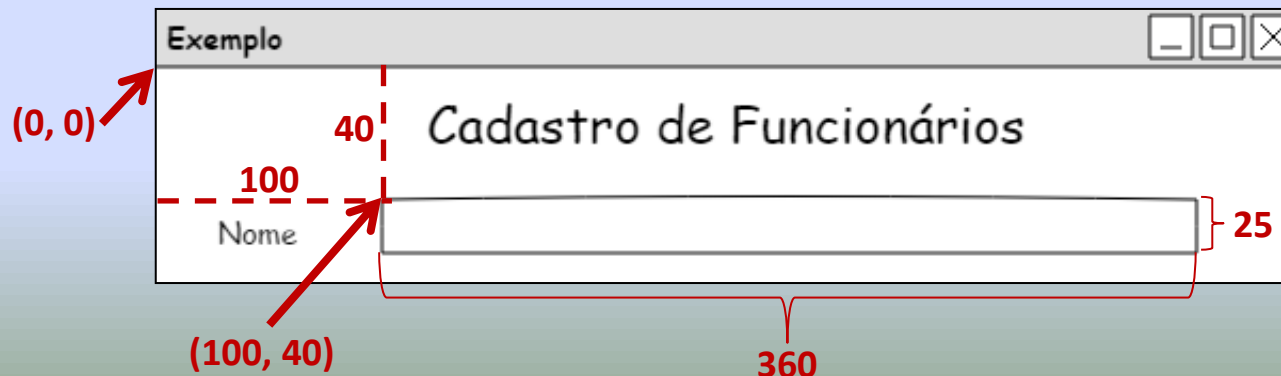 Exemplo
(0, 0)
40
Cadastro de Funcionários
100
Nome
25
(100, 40)
360